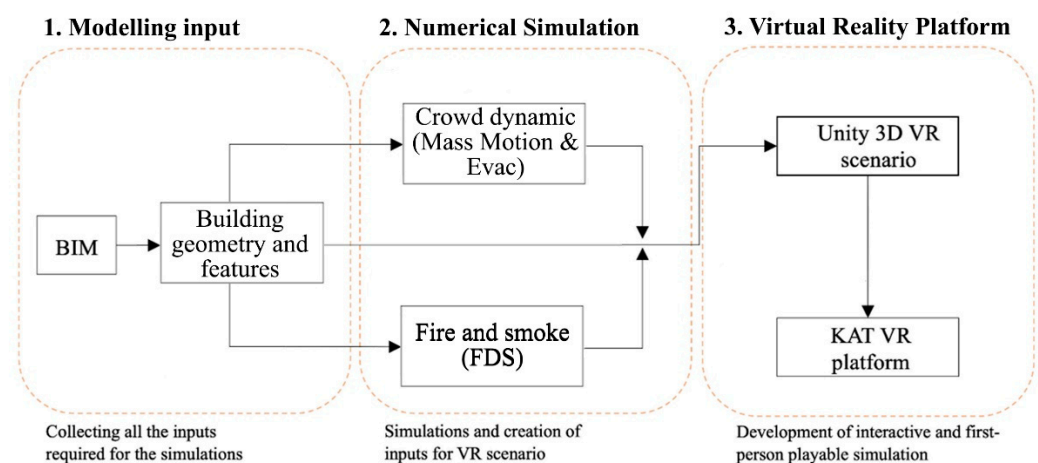 1. Modelling input
2. Numerical Simulation
3. Virtual Reality Platform
BIM
Building
geometry and
features
Crowd dynamic
(Mass Motion &
Evac)
Fire and smoke
(FDS)
Unity 3D VR
scenario
KAT VR
platform
Collecting all the inputs
required for the simulations
Simulations and creation of
inputs for VR scenario
Development of interactive and first-
person playable simulation